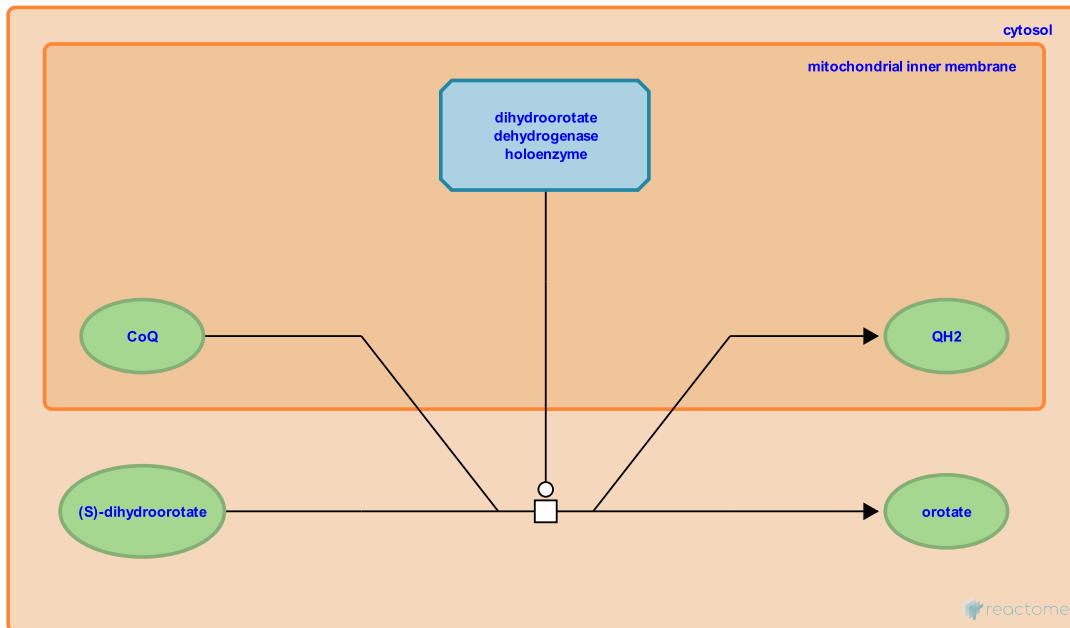 cytosol
mitochondrial inner membrane
dihydroorotate
dehydrogenase
holoenzyme
CoQ
QH2
(S)-dihydroorotate
orotate
reactome